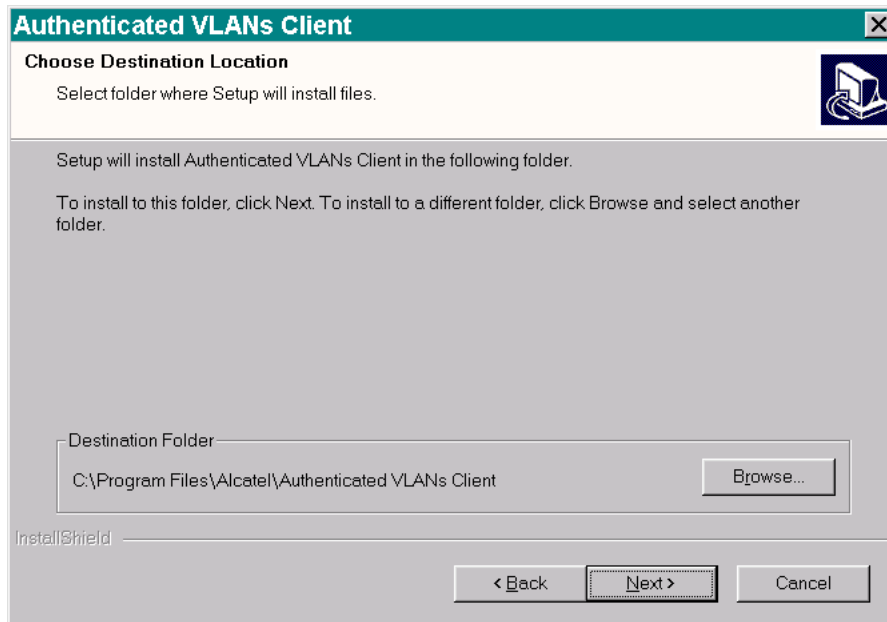 Authenticated VLANs Client
Choose Destination Location
Select folder where Setup will install files.
Setup will install Authenticated VLANs Client in the following folder.
To install to this folder, click Next. To install to a different folder, click Browse and select another
folder.
Destination Folder
C:\Program Files\Alcatel\Authenticated VLANs Client
Browse...
InstallShield
< Back
Next >
Cancel